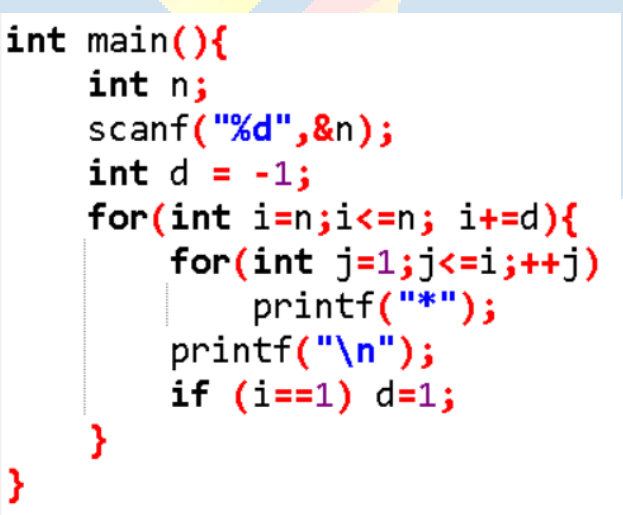 int main(){
    int n;
    scanf("%d",&n);
    int d = -1;
    for(int i=n;i<=n; i+=d){
        for(int j=1;j<=i;++j)
            printf("*");
        printf("\n");
        if (i==1) d=1;
    }
}